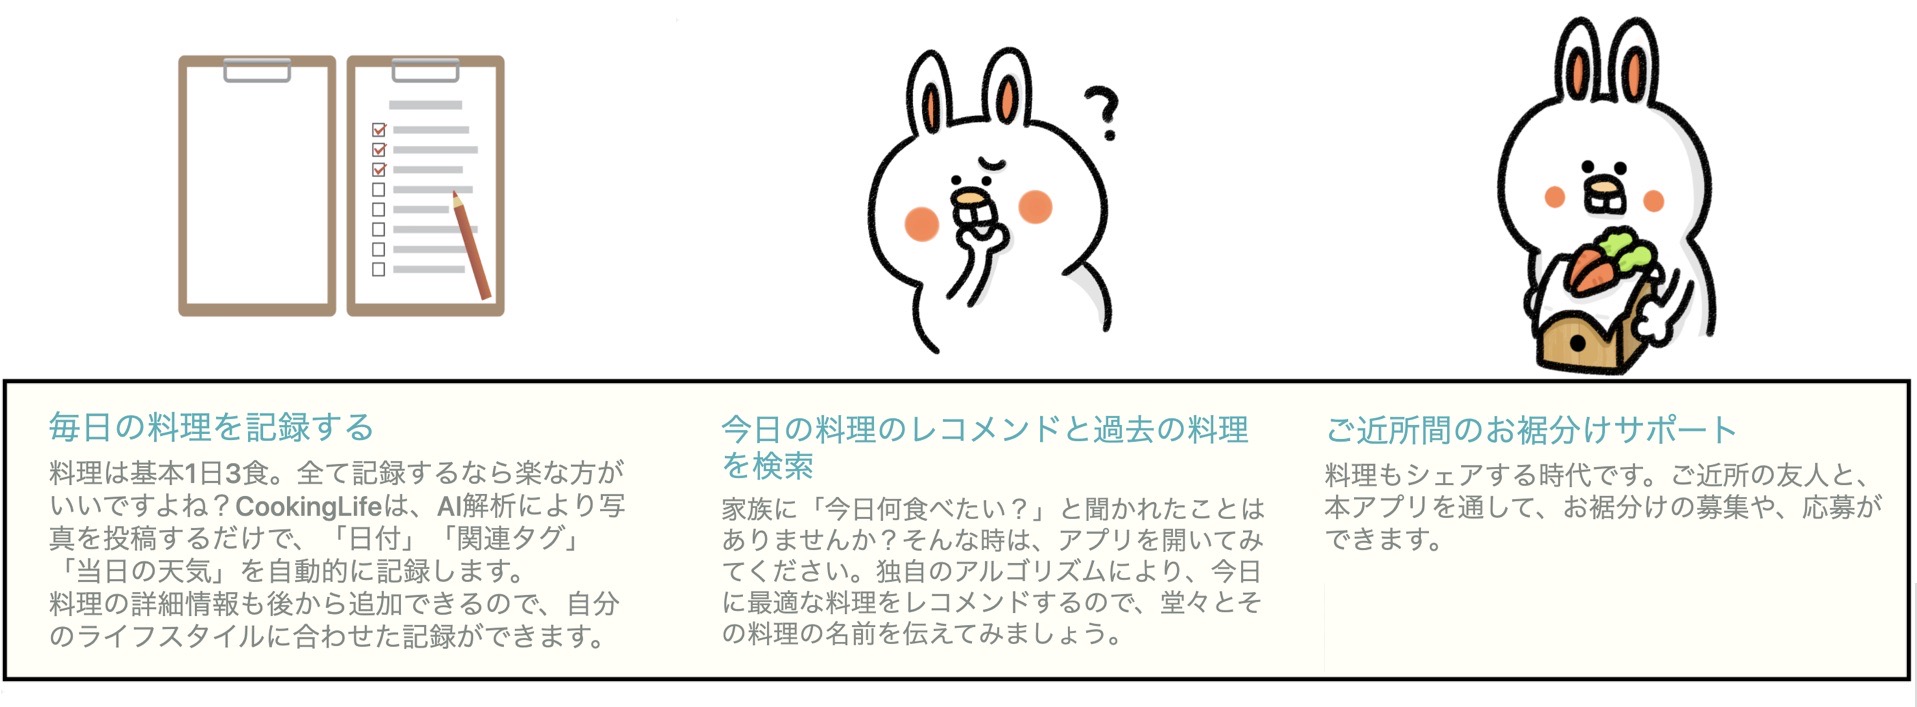 ?
毎日の料理を記録する
料理は基本1日3食。全て記録するなら楽な方が
いいですよね？CookingLifeは、AI解析により写
真を投稿するだけで、「日付」「関連タグ」
「当日の天気」を自動的に記録します。
料理の詳細情報も後から追加できるので、自分
のライフスタイルに合わせた記録ができます。
今日の料理のレコメンドと過去の料理
を検索
家族に「今日何食べたい？」と聞かれたことは
ありませんか？そんな時は、アプリを開いてみ
てください。独自のアルゴリズムにより、今日
に最適な料理をレコメンドするので、堂々とそ
の料理の名前を伝えてみましょう。
ご近所間のお裾分けサポート
料理もシェアする時代です。ご近所の友人と、
本アプリを通して、お裾分けの募集や、応募が
できます。